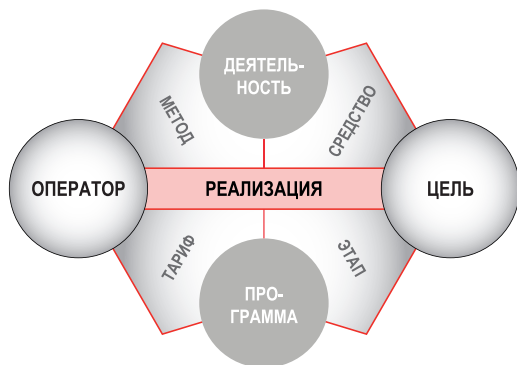 ДЕЯТЕЛЬ-
НОСТЬ
МЕТОД
СРЕДСТВО
ОПЕРАТОР
РЕАЛИЗАЦИЯ
ЦЕЛЬ
ТАРИФ
ЭТАП
ПРО-
ГРАММА